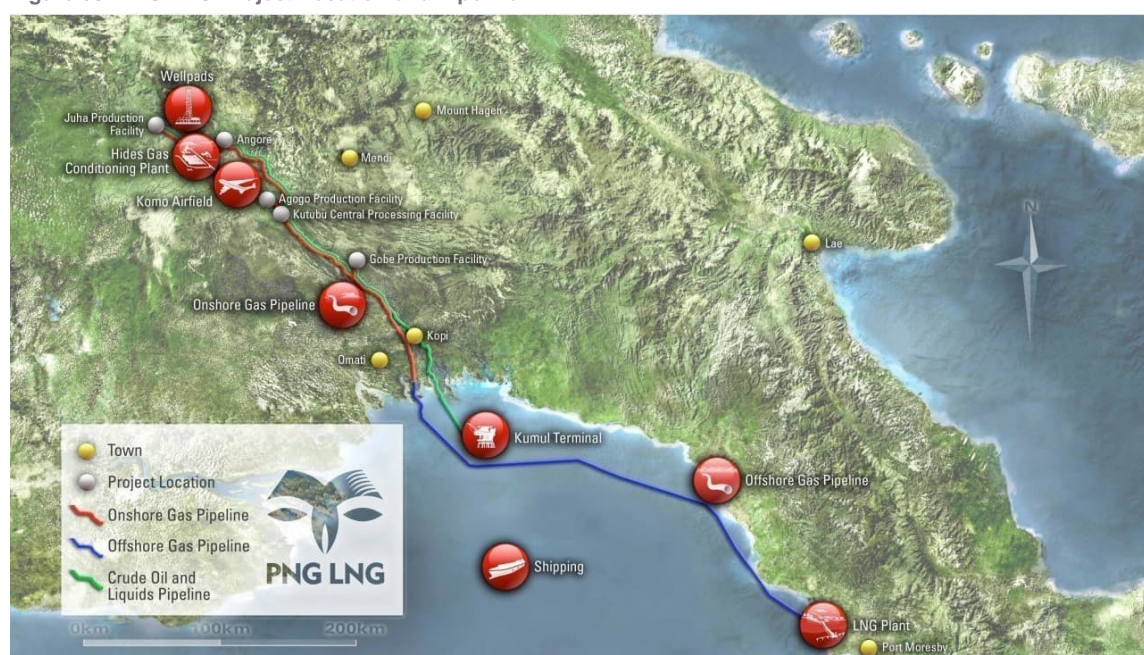 Wellpads
Juha Production
Facility
Mount Hagen
Angore
Hides Gas
Conditioning Plant
Mendi
Komo Airfield
Agogo Production Facility
Kutubu Central Processing Facility
N
Lae
Gobe Production Facility
Onshore Gas Pipeline
Kopi
Omati
Kumul Terminal
Offshore Gas Pipeline
Shipping
LNG Plant
Port Moresby
Town
Project Location
Onshore Gas Pipeline
Offshore Gas Pipeline
Crude Oil and
Liquids Pipeline
PNG LNG
0km 100km 200km